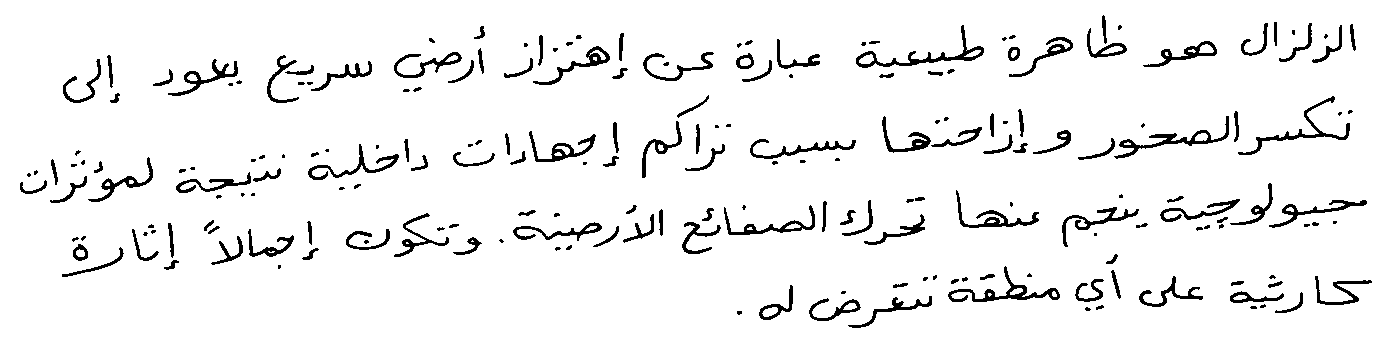 الزلزال هو ظاهرة طبيعية عبارة عن إهتزاز أرضي سريع يعود إلى
تكسر الصخور وإزاحتها بسبب تراكم إجهادات داخلية نتيجة لمؤثرات
جيولوجية ينجم عنها تحرك الصفائح الأرضية. وتكون إجمالاً إثارة
كارثية على أي منطقة تتعرض له.